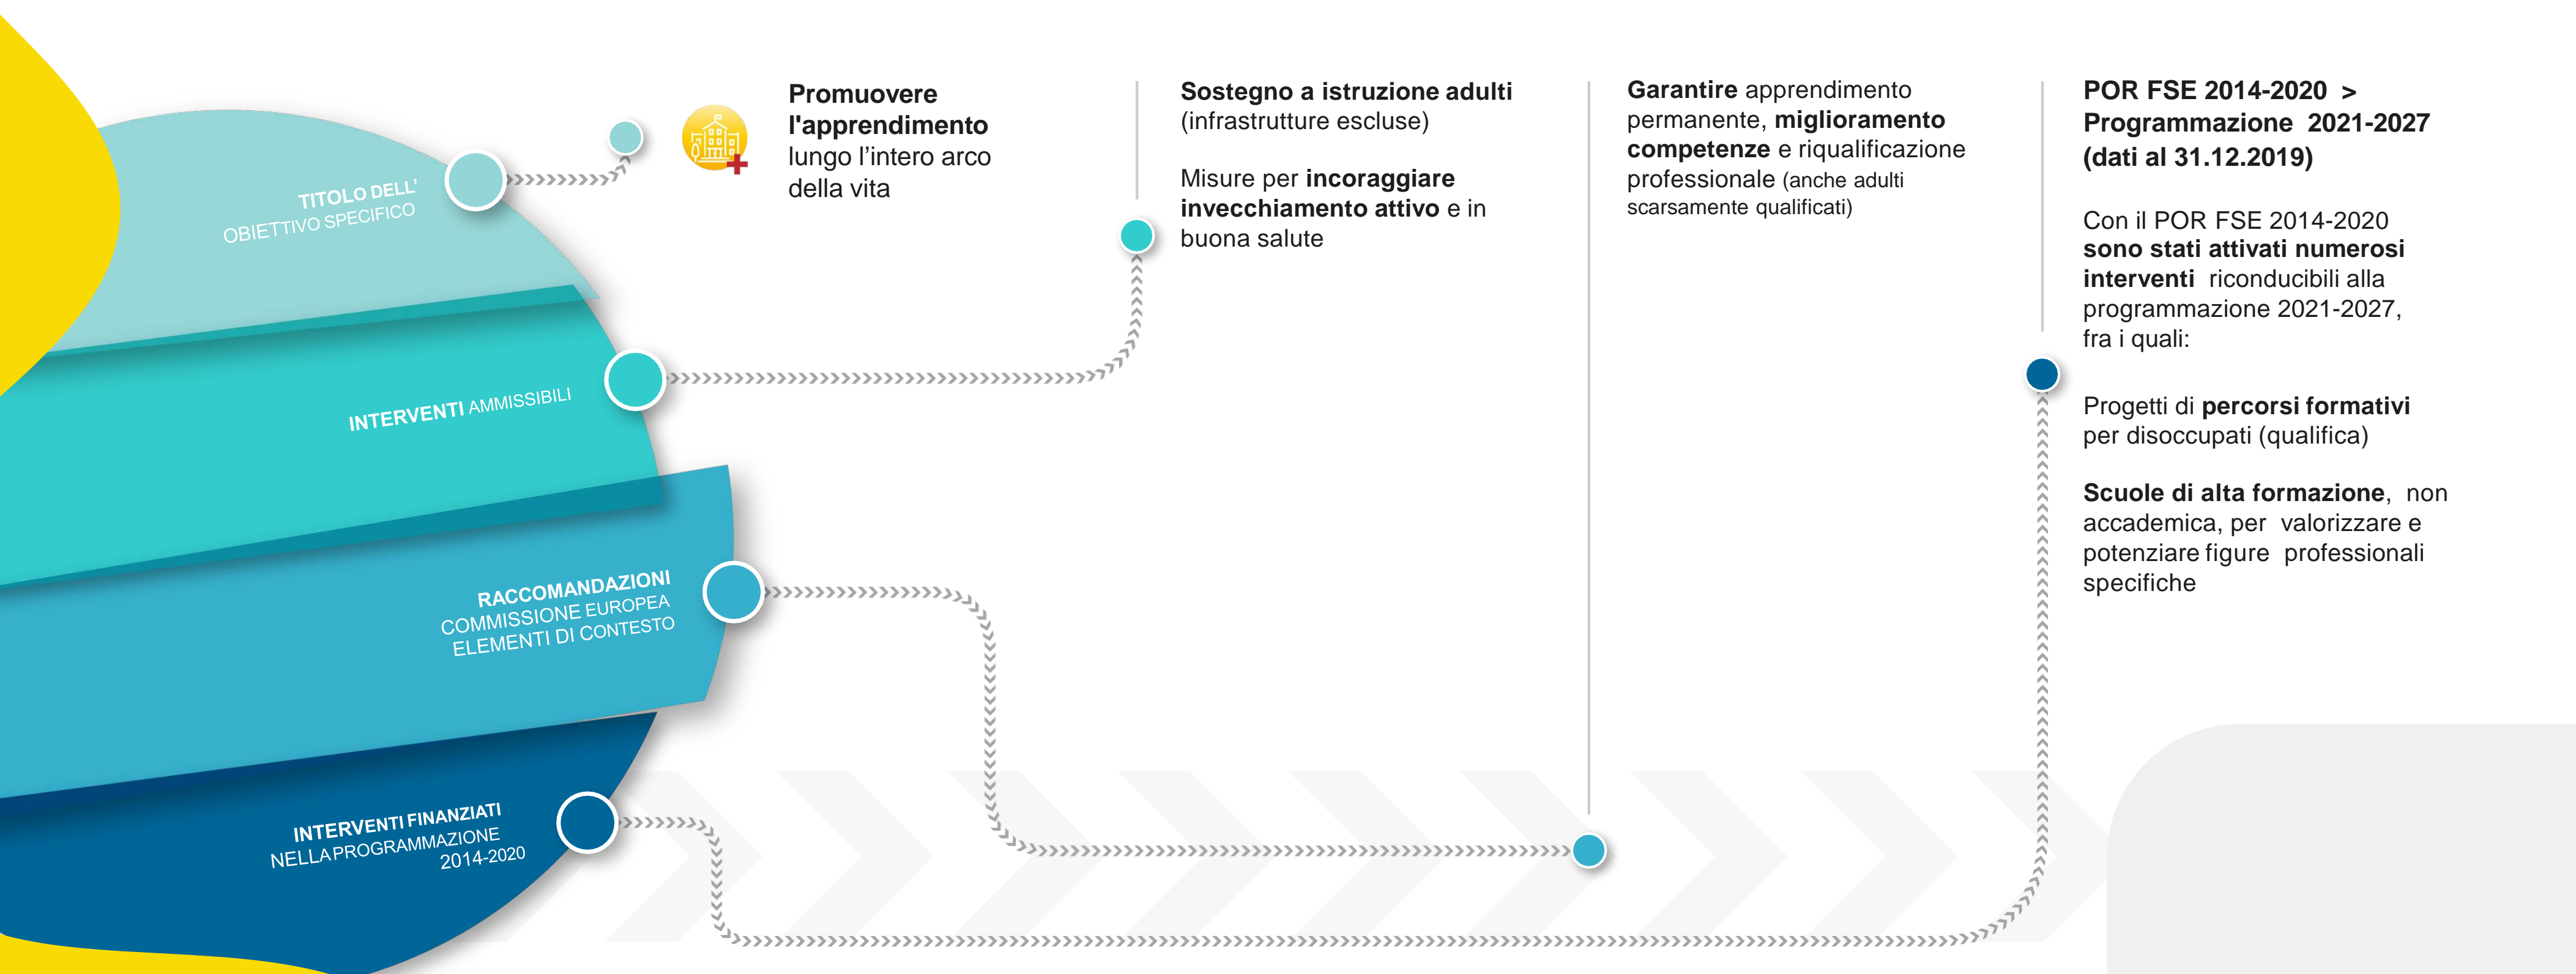 TITOLO DELL'
OBIETTIVO SPECIFICO
INTERVENTI AMMISSIBILI
RACCOMANDAZIONI
COMMISSIONE EUROPEA
ELEMENTI DI CONTESTO
INTERVENTI FINANZIATI
NELLA PROGRAMMAZIONE
2014-2020
Promuovere
l'apprendimento
lungo l’intero arco
della vita
Sostegno a istruzione adulti
(infrastrutture escluse)
Misure per incoraggiare
invecchiamento attivo e in
buona salute
Garantire apprendimento
permanente, miglioramento
competenze e riqualificazione
professionale (anche adulti
scarsamente qualificati)
POR FSE 2014-2020 >
Programmazione 2021-2027
(dati al 31.12.2019)
Con il POR FSE 2014-2020
sono stati attivati numerosi
interventi riconducibili alla
programmazione 2021-2027,
fra i quali:
Progetti di percorsi formativi
per disoccupati (qualifica)
Scuole di alta formazione, non
accademica, per valorizzare e
potenziare figure professionali
specifiche